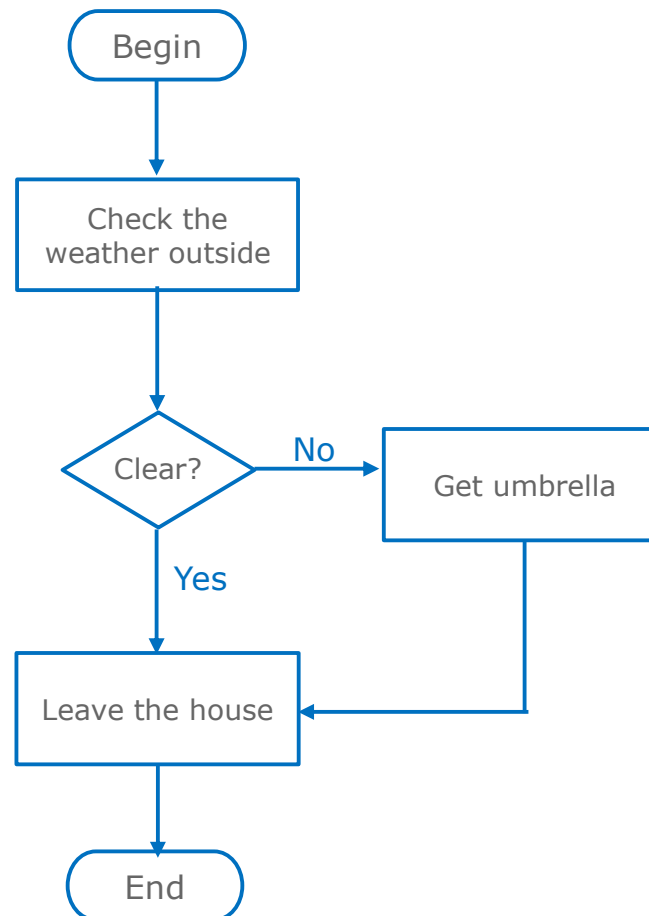 Begin
Check the
weather outside
Clear?
No
Get umbrella
Yes
Leave the house
End